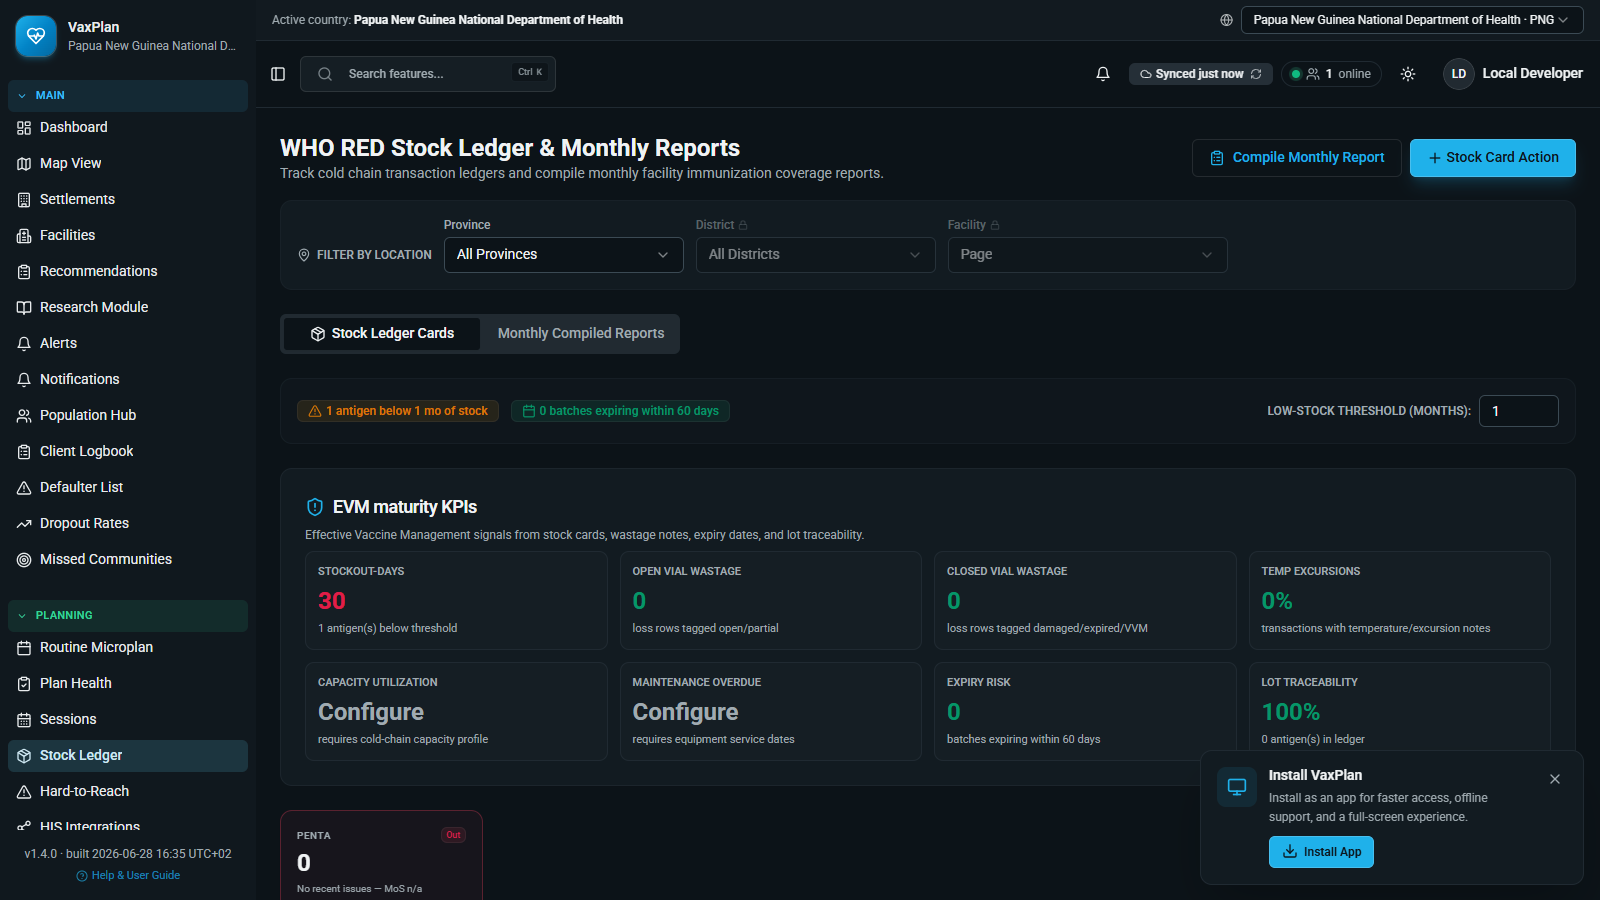 VaxPlan
Papua New Guinea National D...
MAIN
Dashboard
Map View
Settlements
Facilities
Recommendations
Research Module
Alerts
Notifications
Population Hub
Client Logbook
Defaulter List
Dropout Rates
Missed Communities
PLANNING
Routine Microplan
Plan Health
Sessions
Stock Ledger
Hard-to-Reach
HIS Integrations
v1.4.0 · built 2026-06-28 16:35 UTC+02
Help & User Guide
Active country: Papua New Guinea National Department of Health
Papua New Guinea National Department of Health · PNG
Search features...
Ctrl K
Synced just now
1 online
LD
Local Developer
WHO RED Stock Ledger & Monthly Reports
Track cold chain transaction ledgers and compile monthly facility immunization coverage reports.
Compile Monthly Report
Stock Card Action
FILTER BY LOCATION
Province
All Provinces
District
All Districts
Facility
Page
Stock Ledger Cards
Monthly Compiled Reports
1 antigen below 1 mo of stock
0 batches expiring within 60 days
LOW-STOCK THRESHOLD (MONTHS):
1
EVM maturity KPIs
Effective Vaccine Management signals from stock cards, wastage notes, expiry dates, and lot traceability.
STOCKOUT-DAYS
30
1 antigen(s) below threshold
OPEN VIAL WASTAGE
0
loss rows tagged open/partial
CLOSED VIAL WASTAGE
0
loss rows tagged damaged/expired/VVM
TEMP EXCURSIONS
0%
transactions with temperature/excursion notes
CAPACITY UTILIZATION
Configure
requires cold-chain capacity profile
MAINTENANCE OVERDUE
Configure
requires equipment service dates
EXPIRY RISK
0
batches expiring within 60 days
LOT TRACEABILITY
100%
0 antigen(s) in ledger
PENTA
Out
0
No recent issues — MoS n/a
Install VaxPlan
Install as an app for faster access, offline
support, and a full-screen experience.
Install App